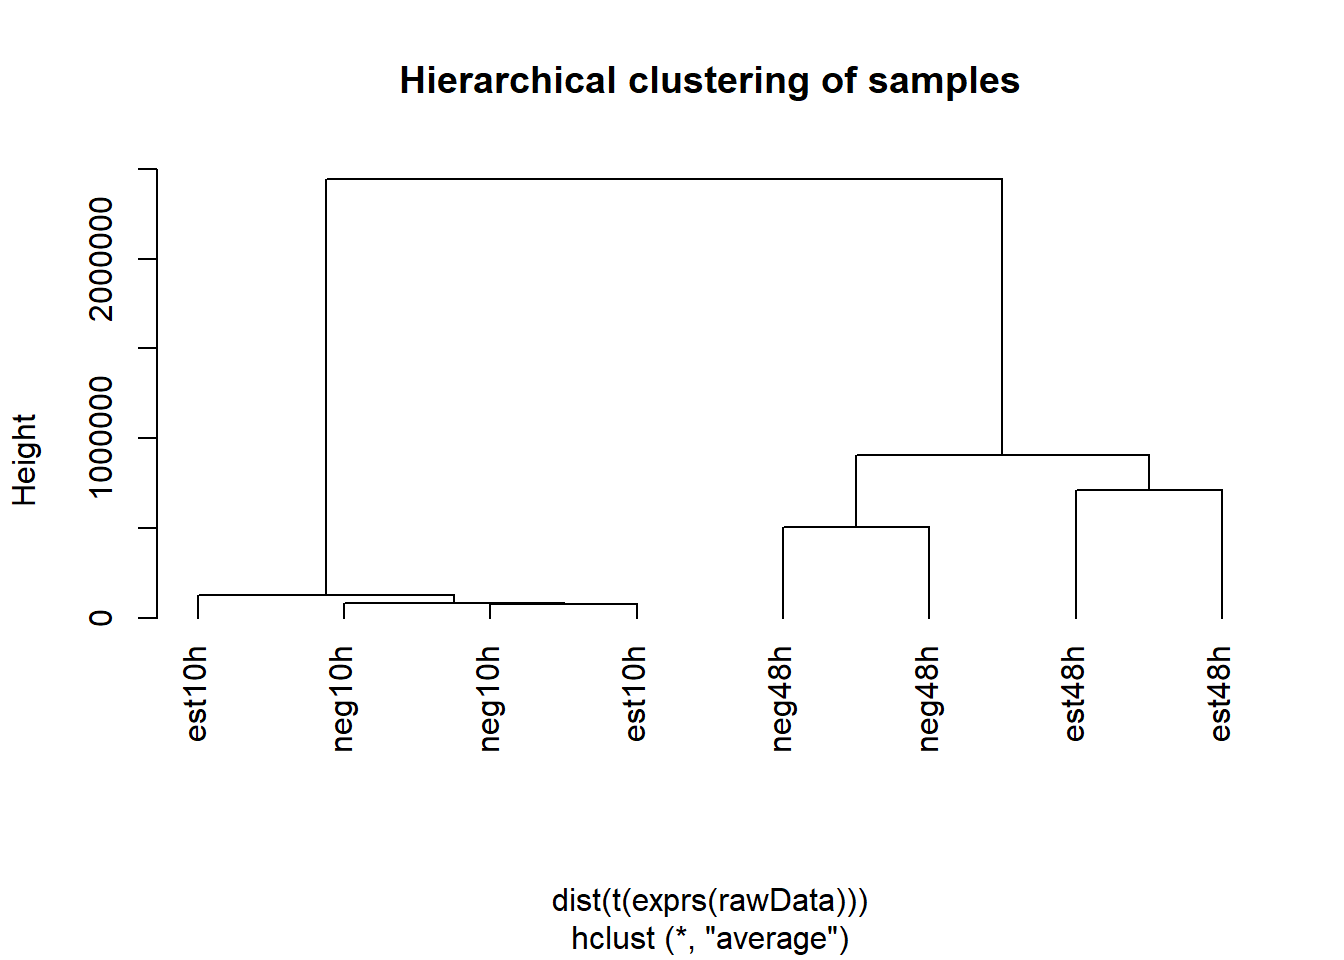 Hierarchical clustering of samples
Height
0
1000000
2000000
est10h
neg10h
neg10h
est10h
neg48h
neg48h
est48h
est48h
dist(t(exprs(rawData)))
hclust (*, "average")